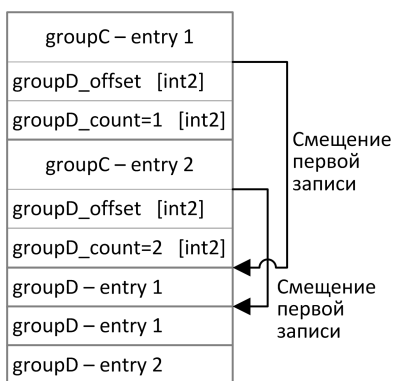 groupC – entry 1
groupD_offset [int2]
groupD_count=1 [int2]
groupC – entry 2
groupD_offset [int2]
groupD_count=2 [int2]
groupD – entry 1
groupD – entry 1
groupD – entry 2
Смещение
первой
записи
Смещение
первой
записи